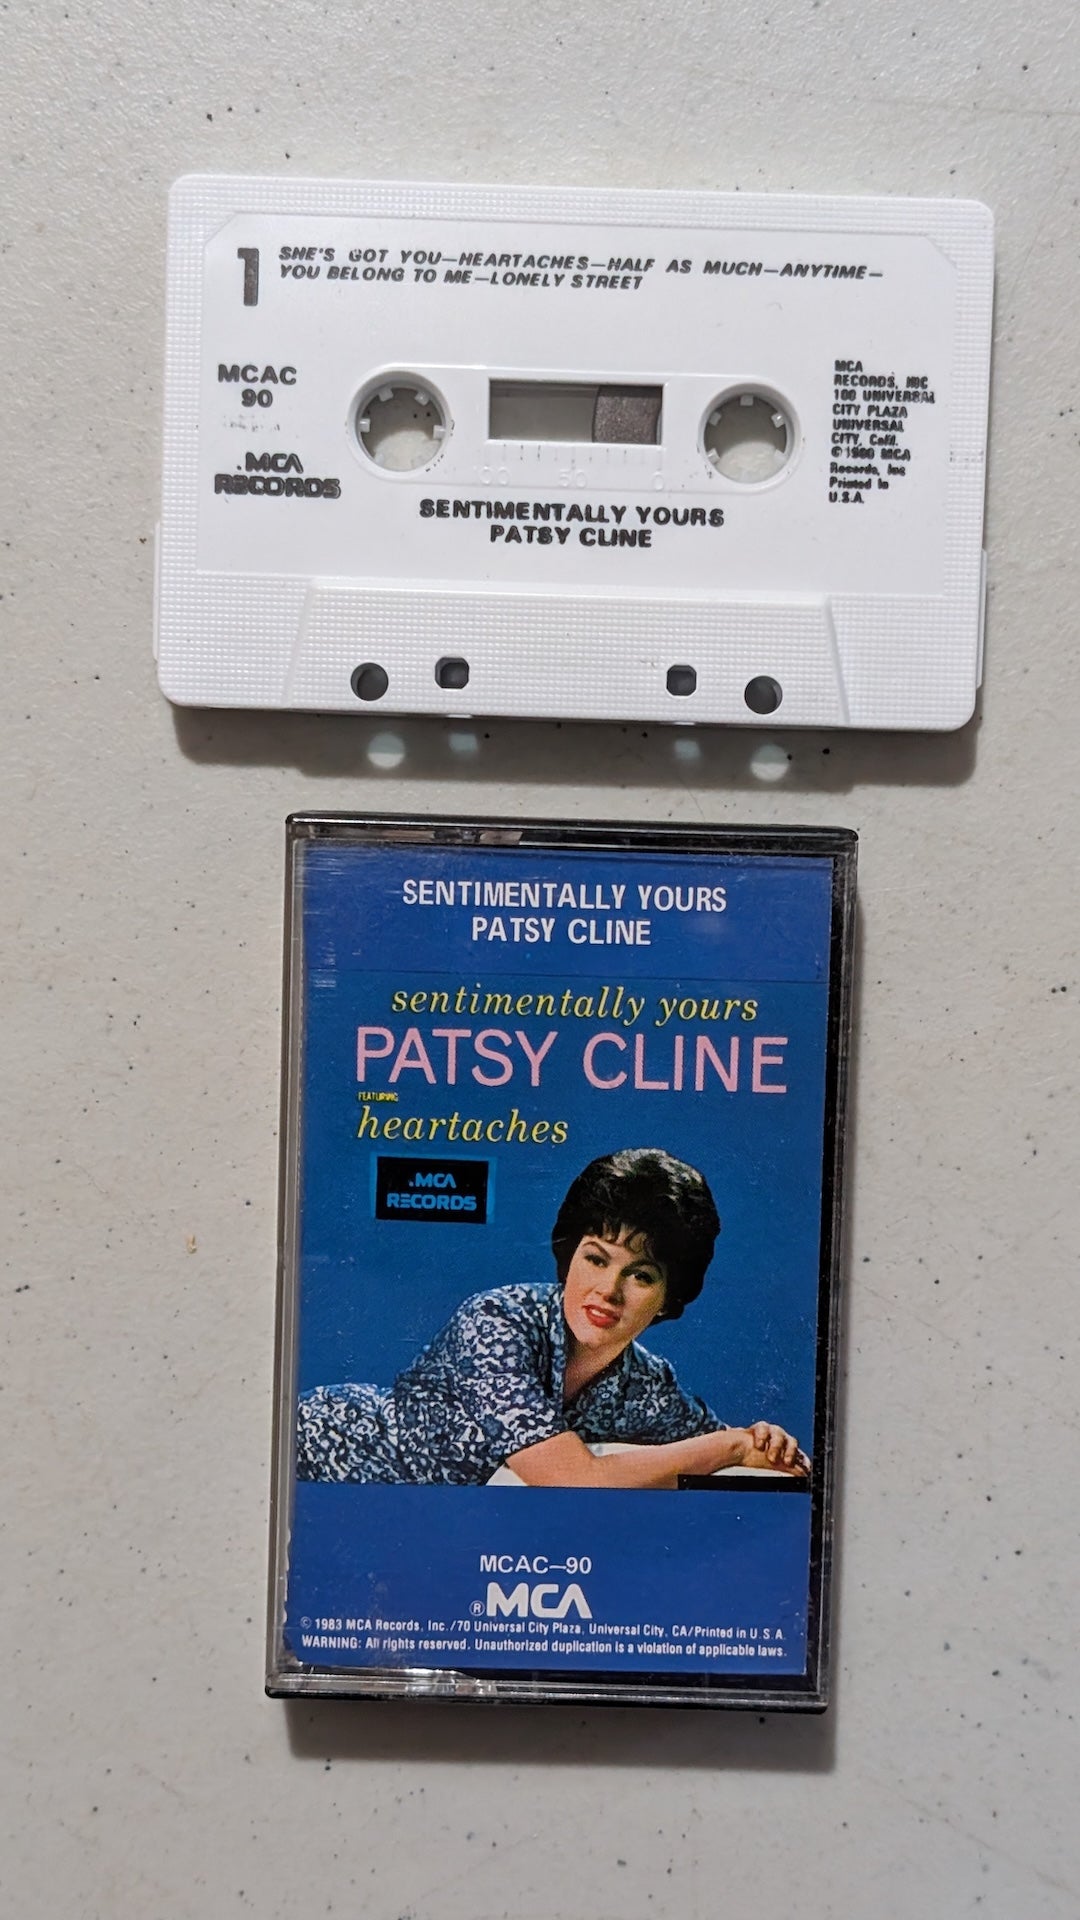 1
SHE'S GOT YOU—HEARTACHES—HALF AS MUCH—ANYTIME—
YOU BELONG TO ME—LONELY STREET
MCAC
90
.MCA
RECORDS
MCA
RECORDS, INC
100 UNIVERSAL
CITY PLAZA
UNIVERSAL
CITY, Calif.
MCA
Records, Inc
Printed in
U.S.A.
SENTIMENTALLY YOURS
PATSY CLINE
SENTIMENTALLY YOURS
PATSY CLINE
sentimentally yours
PATSY CLINE
FEATURING
heartaches
.MCA
RECORDS
MCAC—90
®MCA
© 1983 MCA Records, Inc./70 Universal City Plaza, Universal City, CA/Printed in U.S.A.
WARNING: All rights reserved. Unauthorized duplication is a violation of applicable laws.